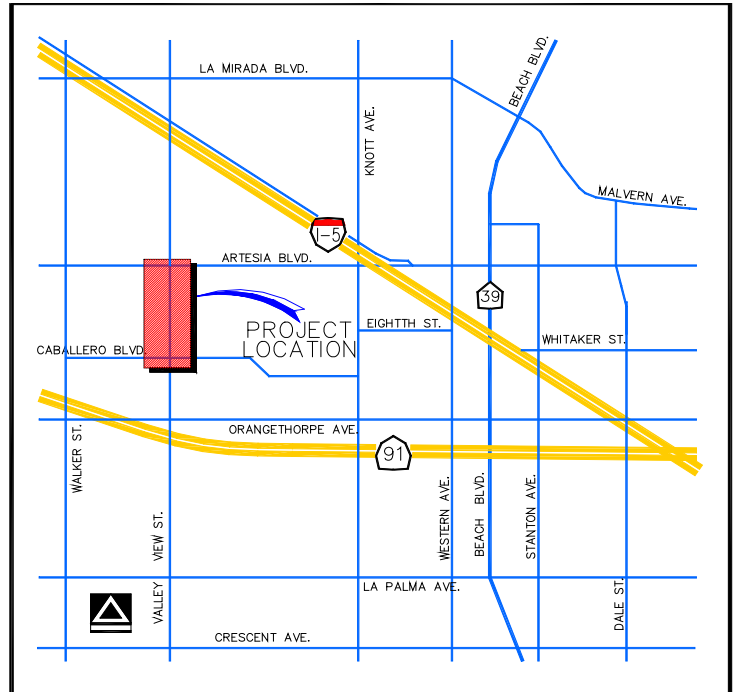 LA MIRADA BLVD.
BEACH BLVD.
KNOTT AVE.
MALVERN AVE.
I-5
ARTESIA BLVD.
39
PROJECT
LOCATION
EIGHTTH ST.
WHITAKER ST.
CABALLERO BLVD.
ORANGETHORPE AVE.
91
WALKER ST.
VALLEY VIEW ST.
WESTERN AVE.
BEACH BLVD.
STANTON AVE.
LA PALMA AVE.
DALE ST.
CRESCENT AVE.